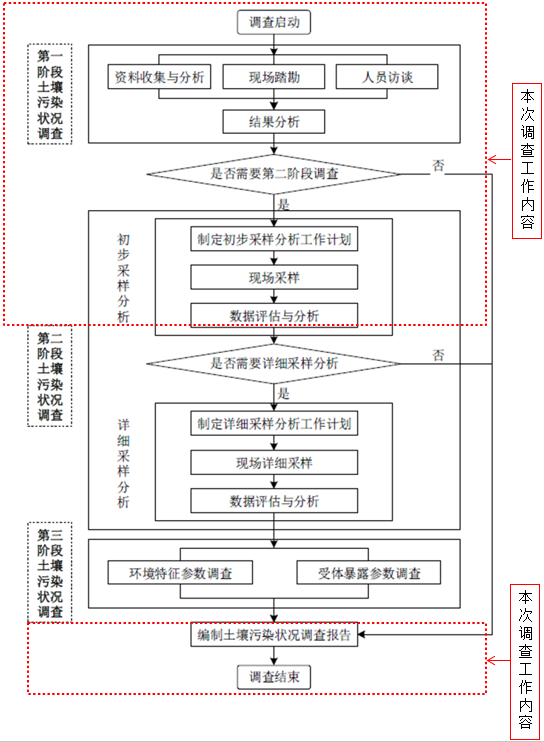 调查启动
第一
阶段
土壤
污染
状况
调查
资料收集与分析
现场踏勘
人员访谈
结果分析
本次调查工作内容
是否需要第二阶段调查
否
是
初步采样分析
制定初步采样分析工作计划
现场采样
数据评估与分析
第二
阶段
土壤
污染
状况
调查
是否需要详细采样分析
否
是
详细采样分析
制定详细采样分析工作计划
现场详细采样
数据评估与分析
第三
阶段
土壤
污染
状况
调查
环境特征参数调查
受体暴露参数调查
编制土壤污染状况调查报告
调查结束
本次调查工作内容